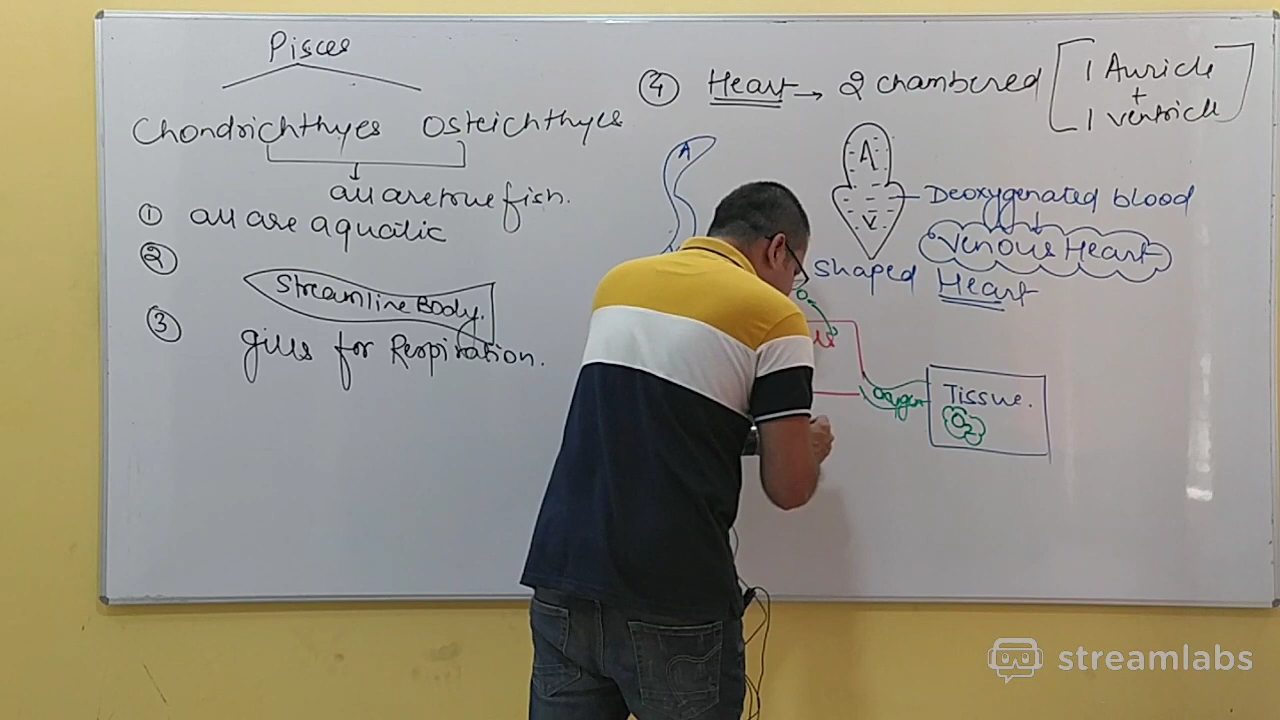 Pisces
Chondrichthyes Osteichthyes
all are true fish.
① all are aquatic
②
Streamline Body.
③ gills for Respiration.
④ Heart → 2 chambered [1 Auricle
+
1 ventricle]
A
A
V
Deoxygenated blood
Venous Heart
shaped Heart
O₂
Oxygen
Tissue.
O₂
streamlabs